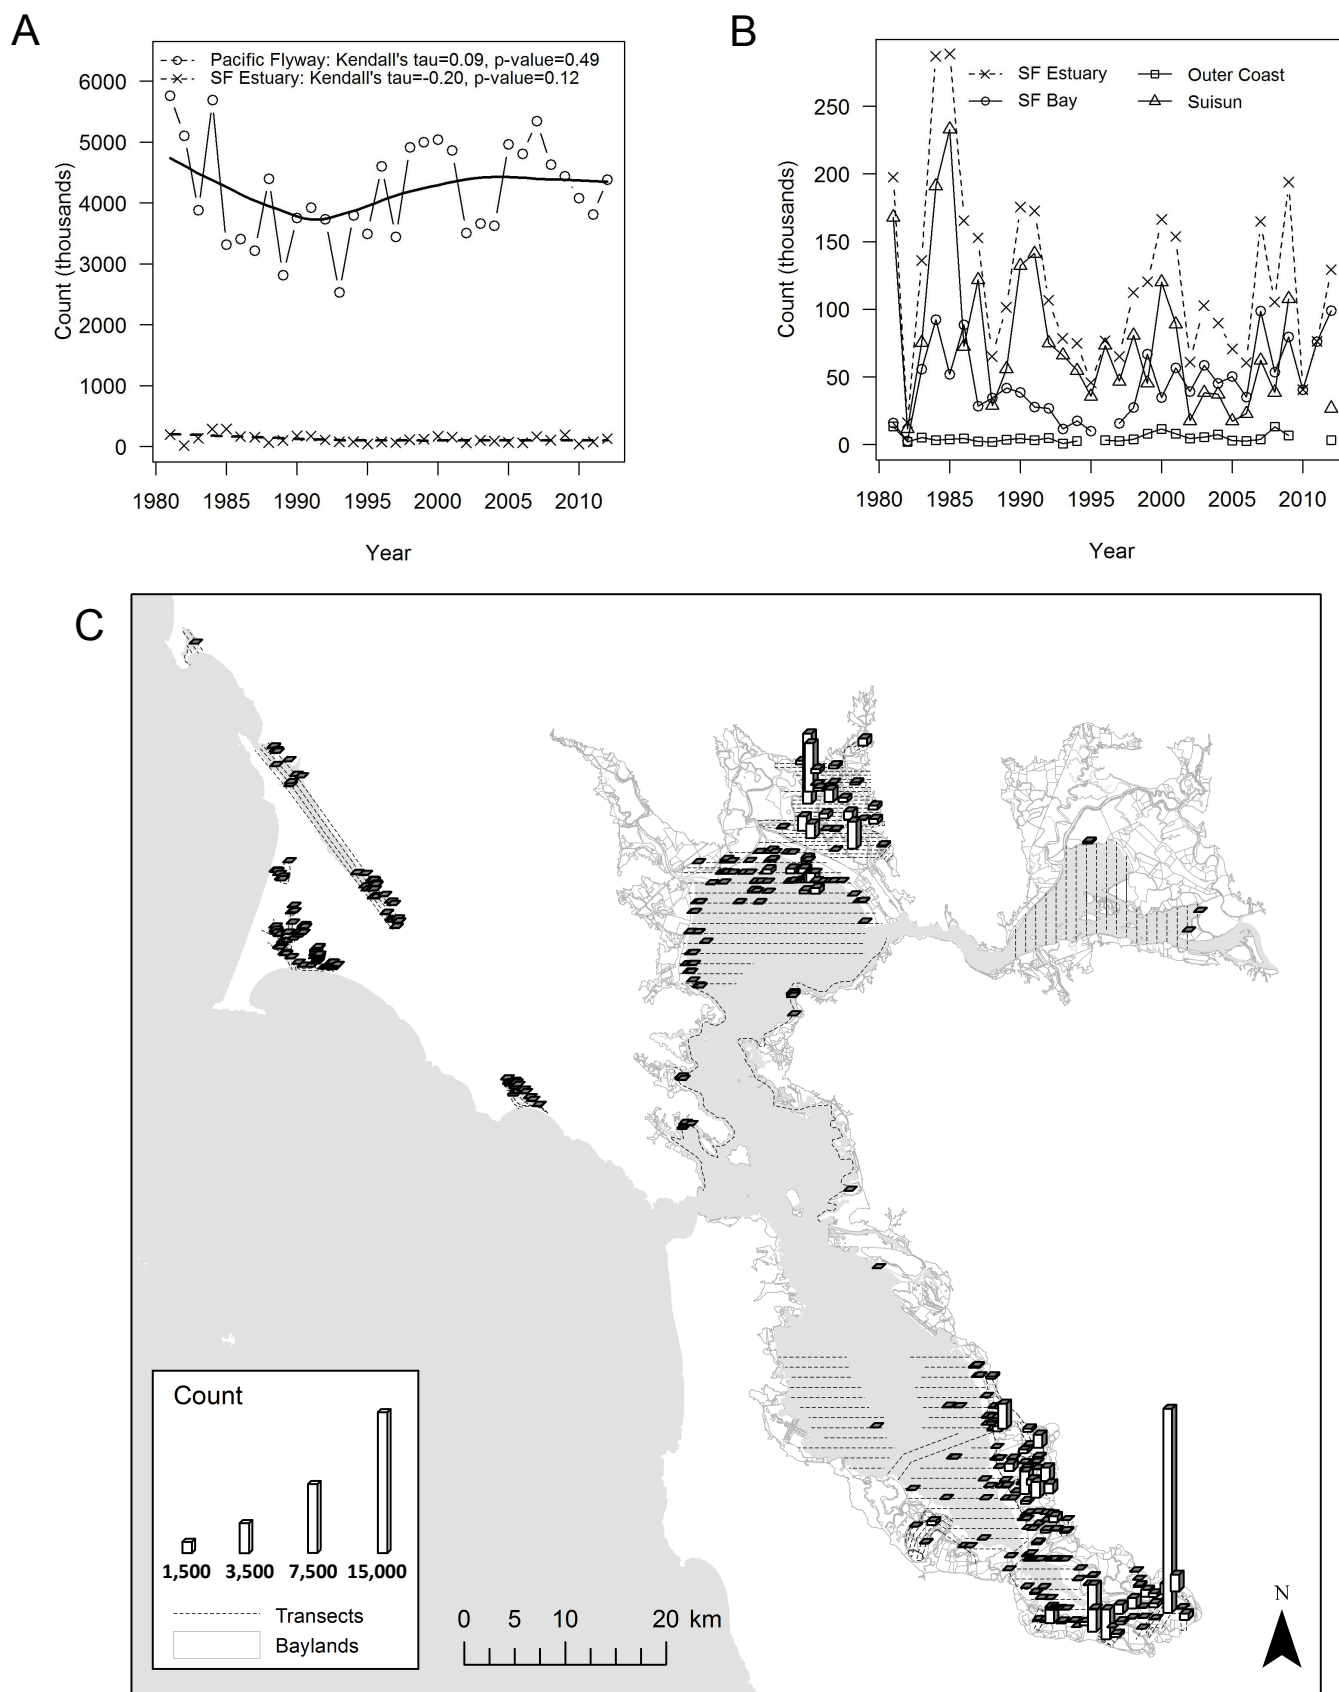 A
Pacific Flyway: Kendall's tau=0.09, p-value=0.49
SF Estuary: Kendall's tau=-0.20, p-value=0.12
Count (thousands)
6000
5000
4000
3000
2000
1000
0
1980 1985 1990 1995 2000 2005 2010
Year
B
SF Estuary Outer Coast
SF Bay Suisun
Count (thousands)
250
200
150
100
50
0
1980 1985 1990 1995 2000 2005 2010
Year
C
Count
1,500 3,500 7,500 15,000
Transects
Baylands
0 5 10 20 km
N